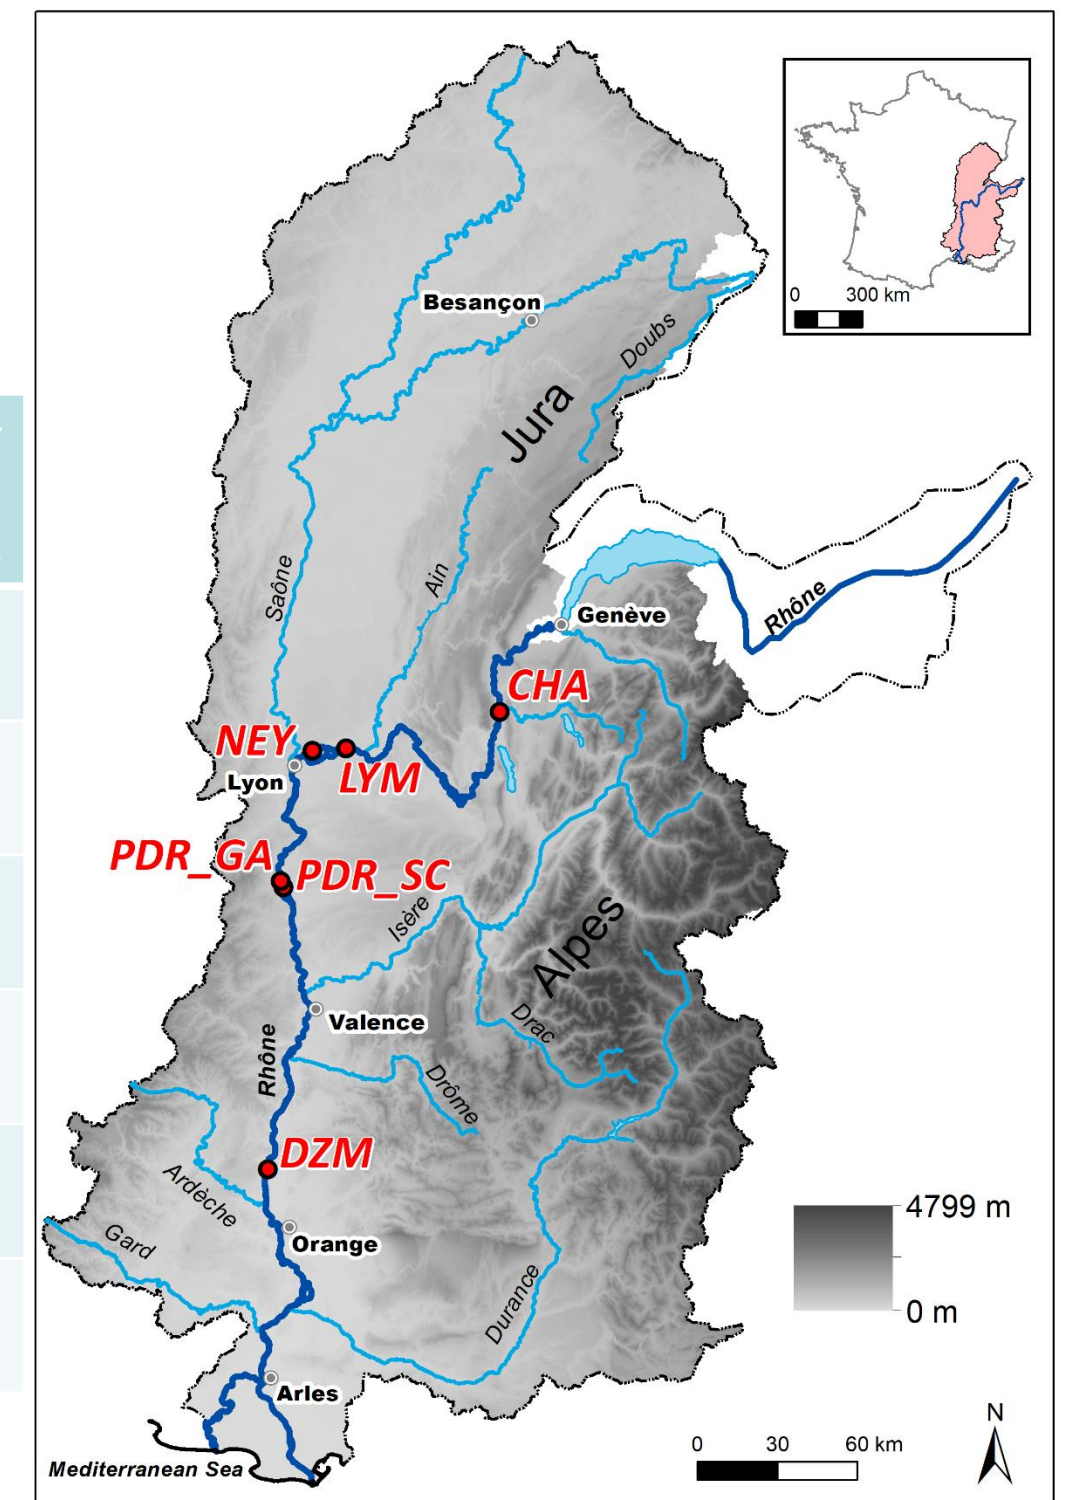 0 300 km
Besançon
Doubs
Jura
Saône
Ain
Rhône
Genève
CHA
NEY
LYM
Lyon
PDR_GA
PDR_SC
Isère
Alpes
Valence
Drac
Rhône
Drôme
DZM
Ardèche
4799 m
Gard
Orange
0 m
Durance
Arles
N
0 30 60 km
Mediterranean Sea